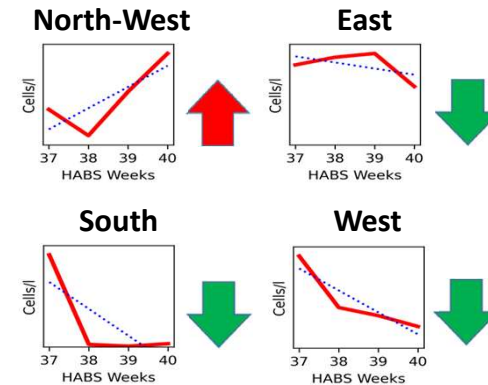 North-West
Cells/l
37 38 39 40
HABS Weeks
East
Cells/l
37 38 39 40
HABS Weeks
South
Cells/l
37 38 39 40
HABS Weeks
West
Cells/l
37 38 39 40
HABS Weeks